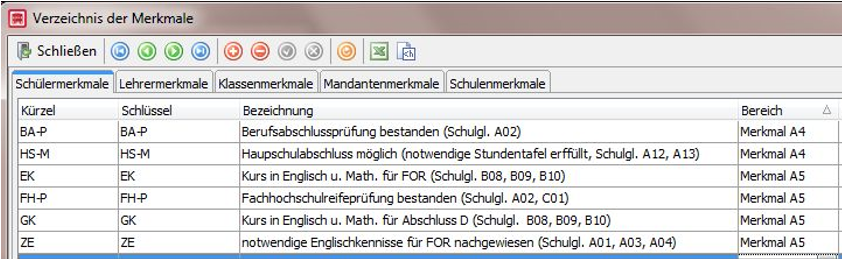 Verzeichnis der Merkmale
Schließen
Schülermerkmale Lehrermerkmale Klassenmerkmale Mandantenmerkmale Schulenmerkmale
Kürzel Schlüssel Bezeichnung Bereich
BA-P BA-P Berufsabschlussprüfung bestanden (Schulgl. A02) Merkmal A4
HS-M HS-M Haupschulabschluss möglich (notwendige Stundentafel erffüllt, Schulgl. A12, A13) Merkmal A4
EK EK Kurs in Englisch u. Math. für FOR (Schulgl. B08, B09, B10) Merkmal A5
FH-P FH-P Fachhochschulreifeprüfung bestanden (Schulgl. A02, C01) Merkmal A5
GK GK Kurs in Englisch u. Math. für Abschluss D (Schulgl. B08, B09, B10) Merkmal A5
ZE ZE notwendige Englischkennisse für FOR nachgewiesen (Schulgl. A01, A03, A04) Merkmal A5